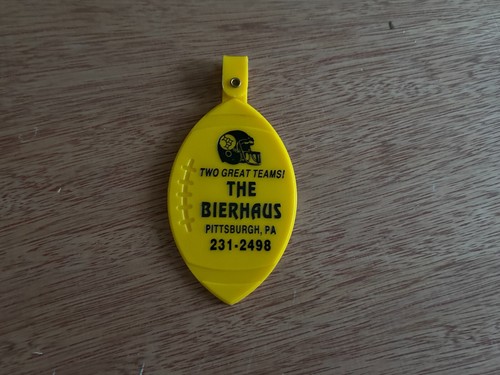 TWO GREAT TEAMS!
THE
BIERHAUS
PITTSBURGH, PA
231-2498